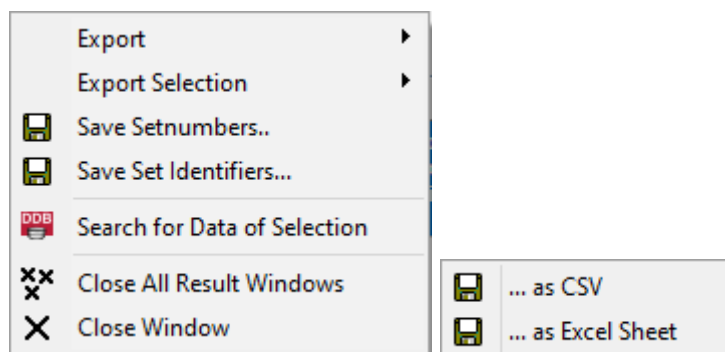 Export
Export Selection
Save Setnumbers..
Save Set Identifiers...
DDB
Search for Data of Selection
Close All Result Windows
Close Window
... as CSV
... as Excel Sheet